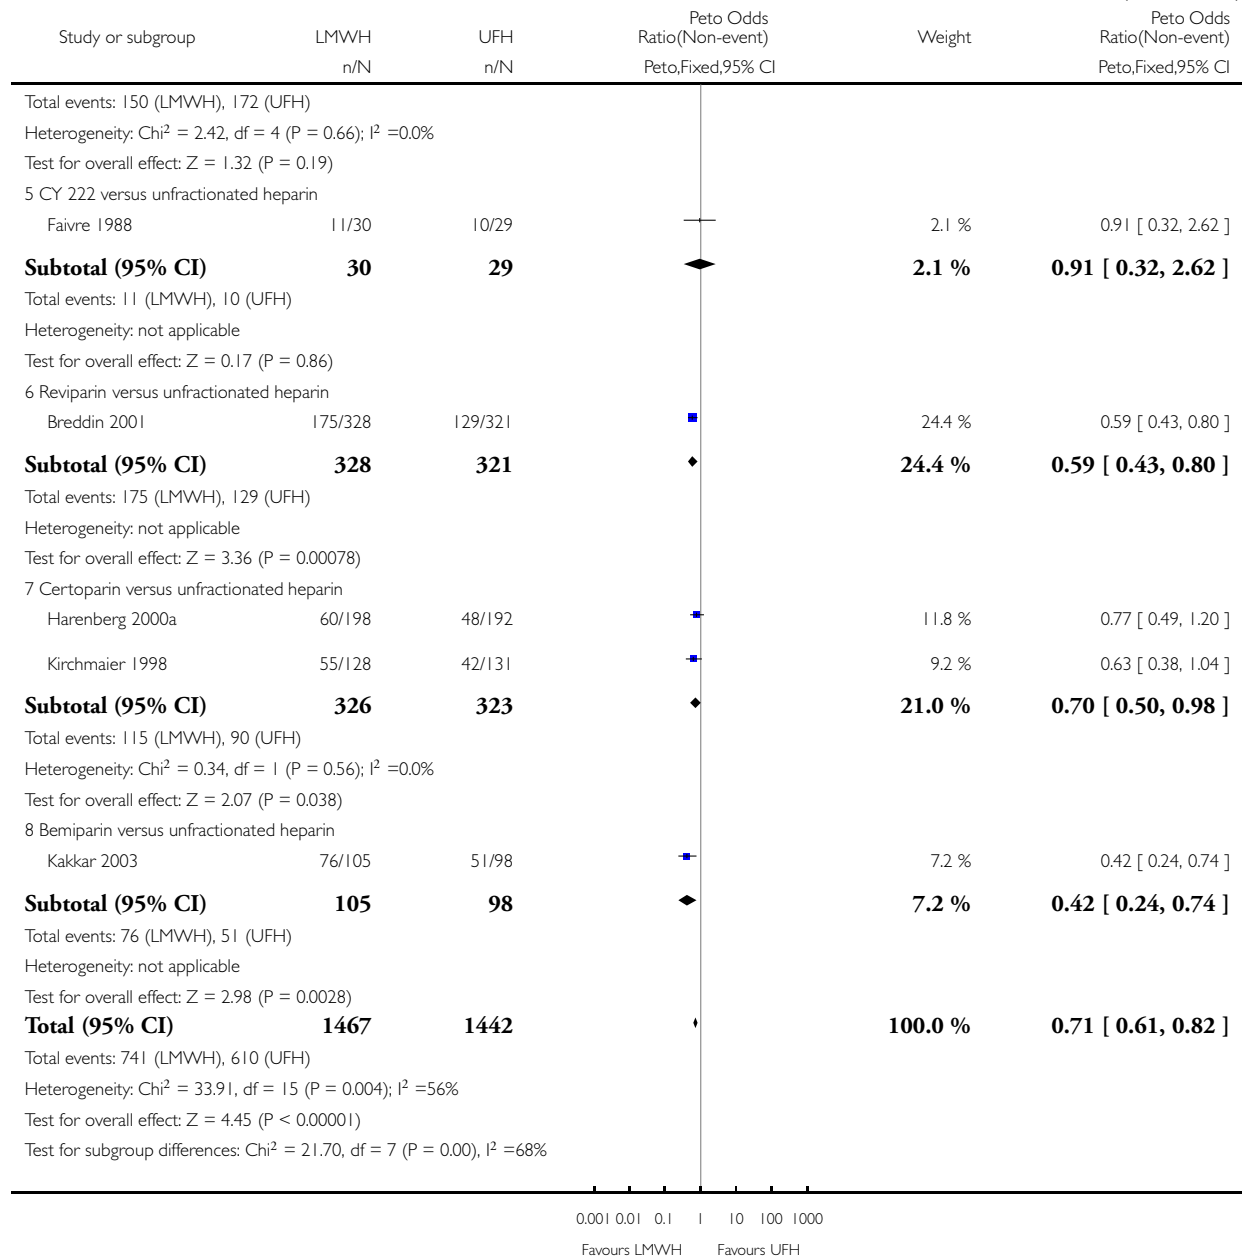 Study or subgroup LMWH UFH Peto Odds Ratio(Non-event) Weight Peto Odds Ratio(Non-event)
n/N n/N Peto,Fixed,95% CI Peto,Fixed,95% CI
Total events: 150 (LMWH), 172 (UFH)
Heterogeneity: Chi² = 2.42, df = 4 (P = 0.66); I² =0.0%
Test for overall effect: Z = 1.32 (P = 0.19)
5 CY 222 versus unfractionated heparin
Faivre 1988 11/30 10/29 2.1 % 0.91 [ 0.32, 2.62 ]
Subtotal (95% CI) 30 29 2.1 % 0.91 [ 0.32, 2.62 ]
Total events: 11 (LMWH), 10 (UFH)
Heterogeneity: not applicable
Test for overall effect: Z = 0.17 (P = 0.86)
6 Reviparin versus unfractionated heparin
Breddin 2001 175/328 129/321 24.4 % 0.59 [ 0.43, 0.80 ]
Subtotal (95% CI) 328 321 24.4 % 0.59 [ 0.43, 0.80 ]
Total events: 175 (LMWH), 129 (UFH)
Heterogeneity: not applicable
Test for overall effect: Z = 3.36 (P = 0.00078)
7 Certoparin versus unfractionated heparin
Harenberg 2000a 60/198 48/192 11.8 % 0.77 [ 0.49, 1.20 ]
Kirchmaier 1998 55/128 42/131 9.2 % 0.63 [ 0.38, 1.04 ]
Subtotal (95% CI) 326 323 21.0 % 0.70 [ 0.50, 0.98 ]
Total events: 115 (LMWH), 90 (UFH)
Heterogeneity: Chi² = 0.34, df = 1 (P = 0.56); I² =0.0%
Test for overall effect: Z = 2.07 (P = 0.038)
8 Bemiparin versus unfractionated heparin
Kakkar 2003 76/105 51/98 7.2 % 0.42 [ 0.24, 0.74 ]
Subtotal (95% CI) 105 98 7.2 % 0.42 [ 0.24, 0.74 ]
Total events: 76 (LMWH), 51 (UFH)
Heterogeneity: not applicable
Test for overall effect: Z = 2.98 (P = 0.0028)
Total (95% CI) 1467 1442 100.0 % 0.71 [ 0.61, 0.82 ]
Total events: 741 (LMWH), 610 (UFH)
Heterogeneity: Chi² = 33.91, df = 15 (P = 0.004); I² =56%
Test for overall effect: Z = 4.45 (P < 0.00001)
Test for subgroup differences: Chi² = 21.70, df = 7 (P = 0.00), I² =68%
0.001 0.01 0.1 1 10 100 1000
Favours LMWH Favours UFH